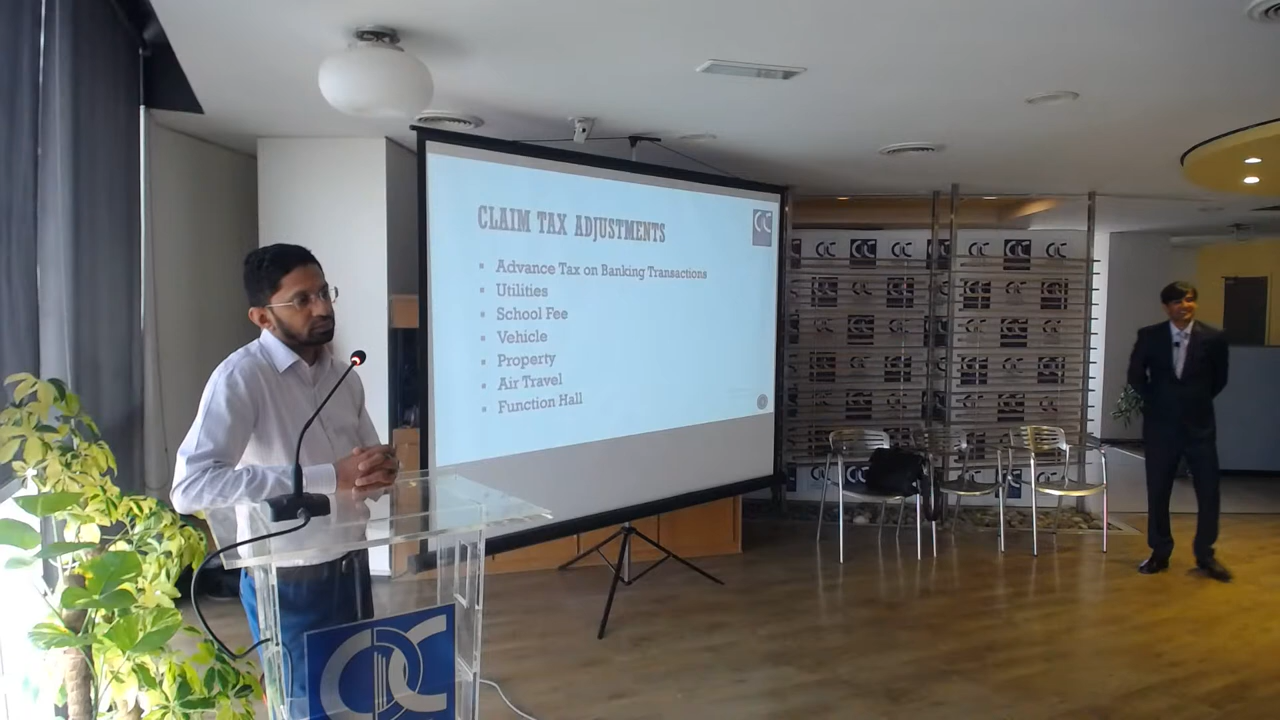 CLAIM TAX ADJUSTMENTS
Advance Tax on Banking Transactions
Utilities
School Fee
Vehicle
Property
Air Travel
Function Hall